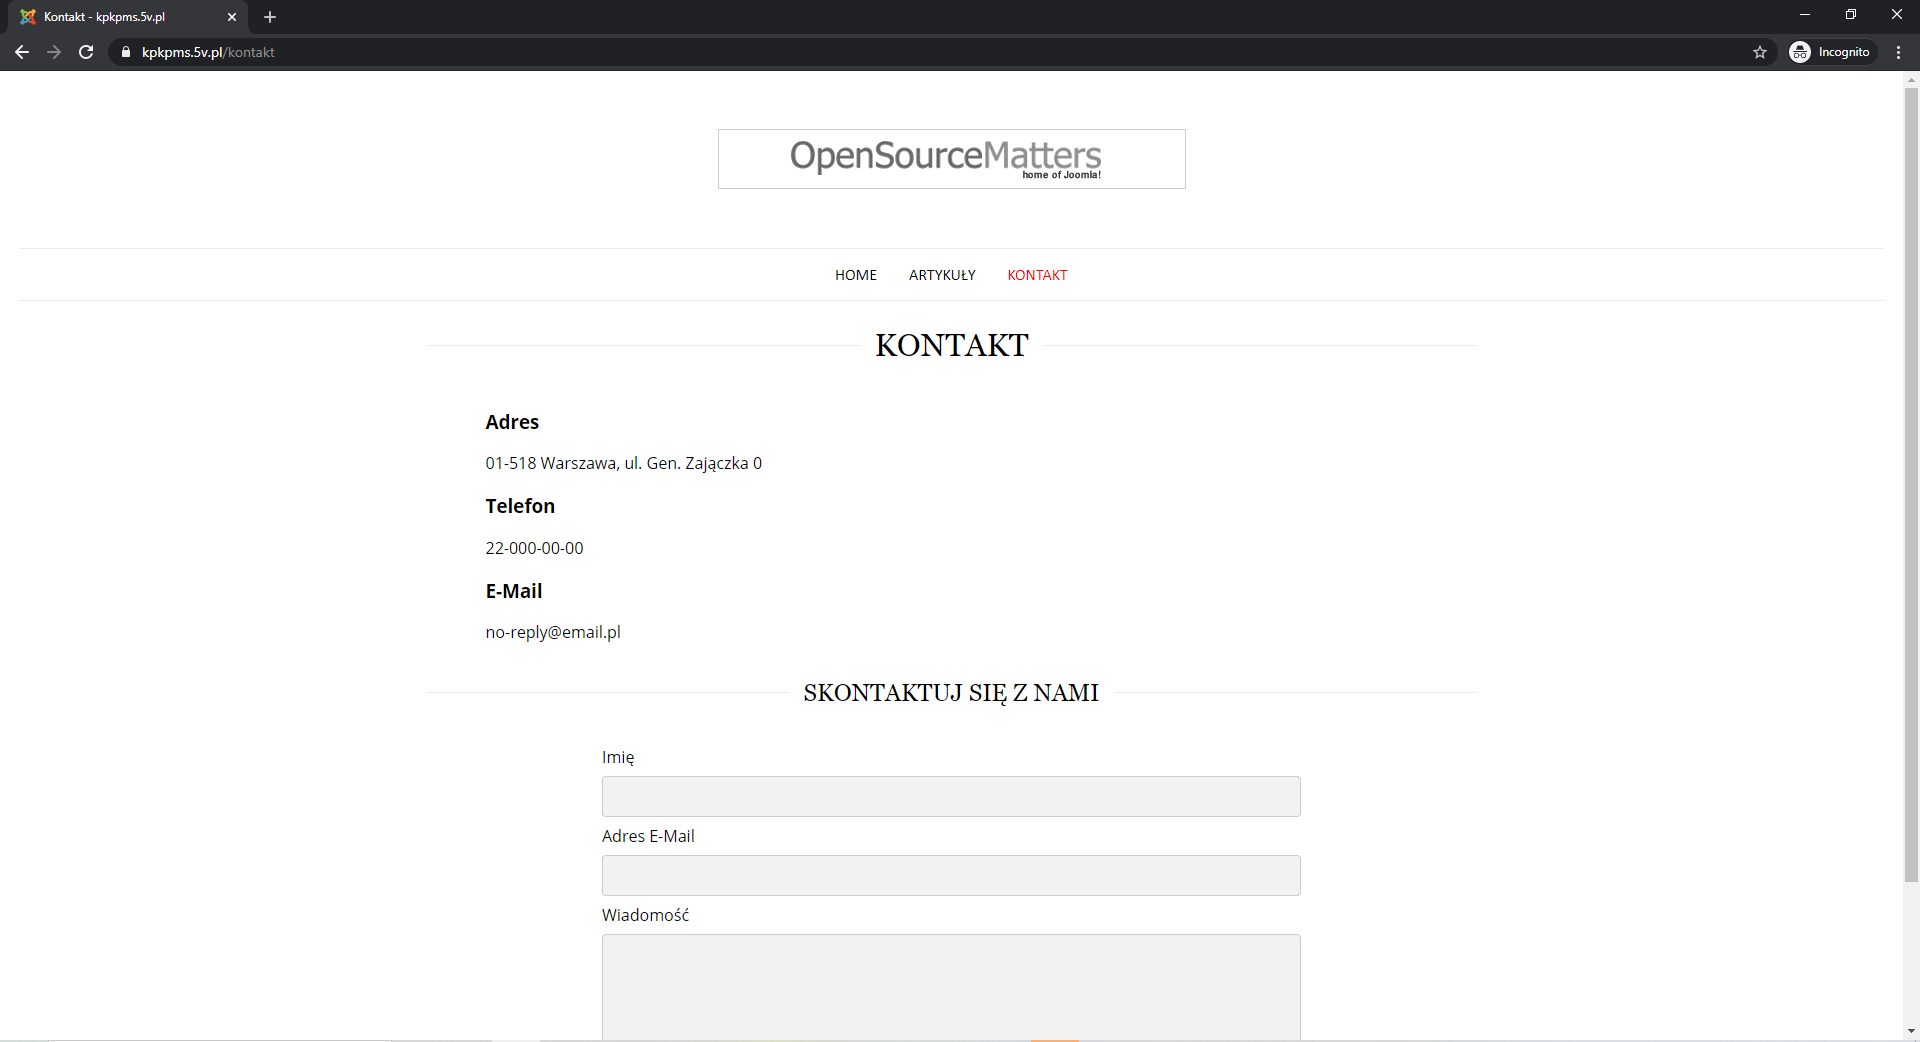 Kontakt - kpkpms.5v.pl
kpkpms.5v.pl/kontakt
Incognito
OpenSourceMatters
home of Joomla!
HOME ARTYKUŁY KONTAKT
KONTAKT
Adres
01-518 Warszawa, ul. Gen. Zajączka 0
Telefon
22-000-00-00
E-Mail
no-reply@email.pl
SKONTAKTUJ SIĘ Z NAMI
Imię
Adres E-Mail
Wiadomość